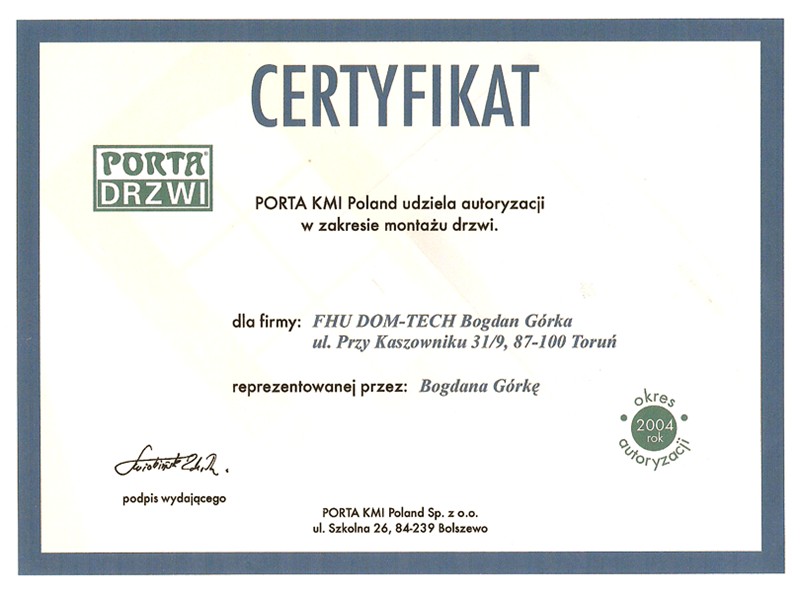 CERTYFIKAT
PORTA®
DRZWI
PORTA KMI Poland udziela autoryzacji
w zakresie montażu drzwi.
dla firmy: FHU DOM-TECH Bogdan Górka
ul. Przy Kaszowniku 31/9, 87-100 Toruń
reprezentowanej przez: Bogdana Górkę
okres
2004
rok
autoryzacji
podpis wydającego
PORTA KMI Poland Sp. z o.o.
ul. Szkolna 26, 84-239 Bolszewo